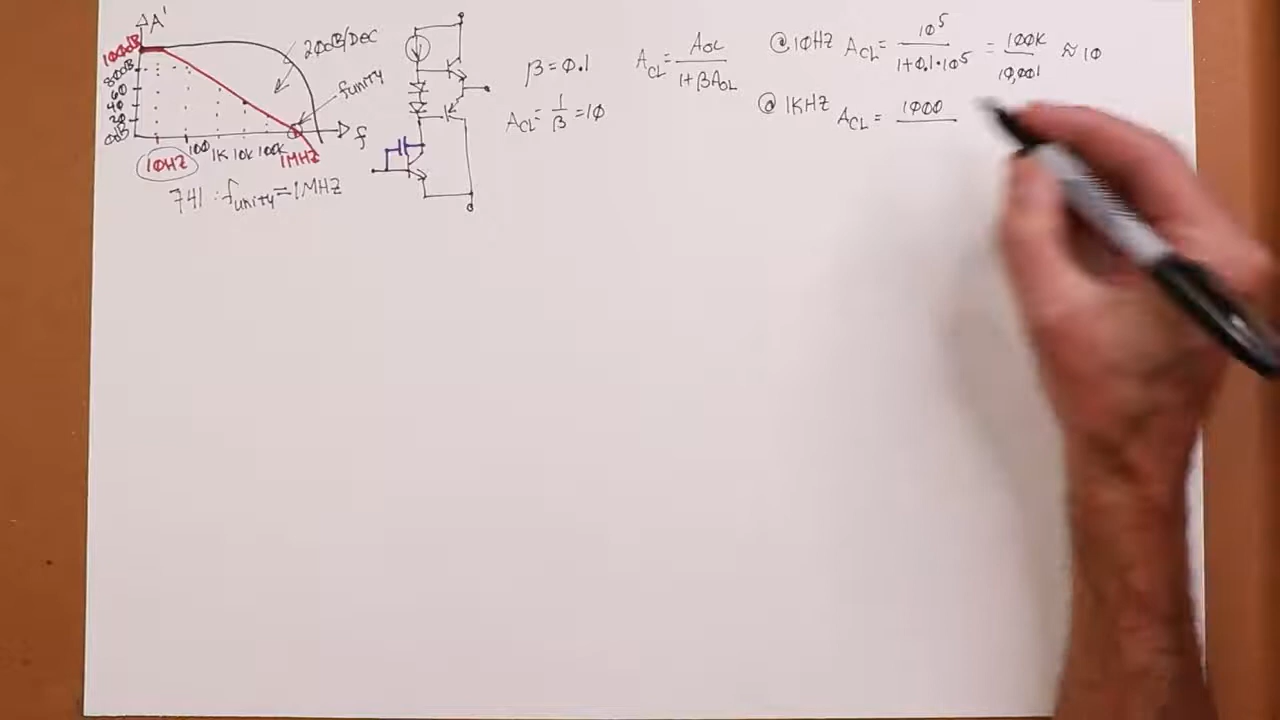 A'
100dB
80dB
60
40
20
0dB
20dB/DEC
funity
f
10HZ
100
1K
10K
100K
1MHZ
741 : funity = 1MHZ
β = 0.1
ACL = 1/β = 10
ACL = AOL / 1+βAOL
@ 10HZ ACL = 10^5 / 1+0.1·10^5 = 100K / 10,001 ≈ 10
@ 1KHZ ACL = 1000